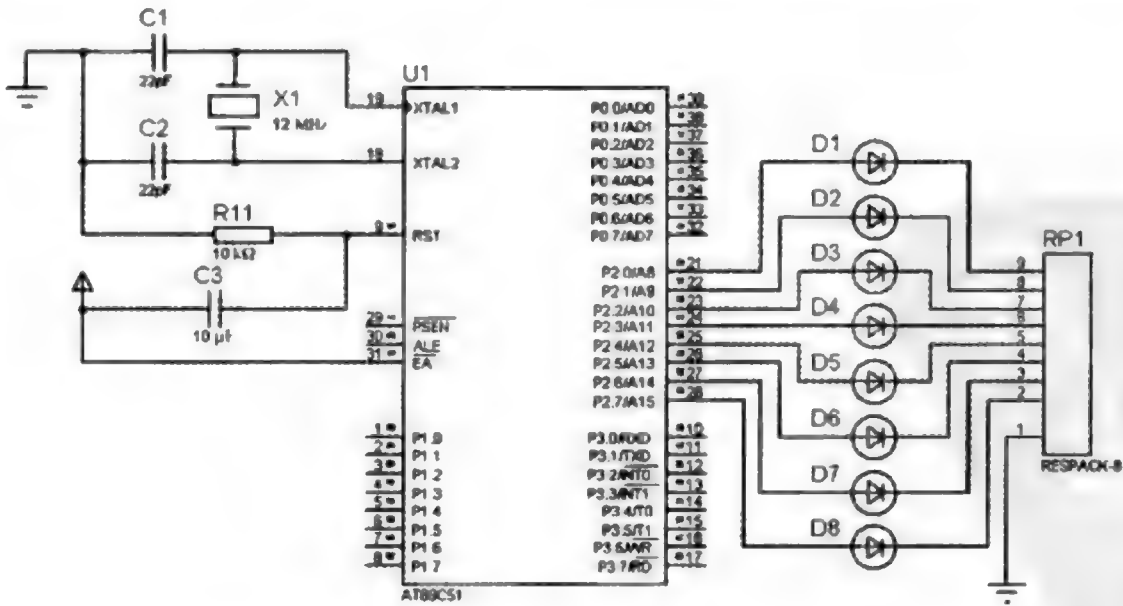 C1
22pF
X1
12 MHz
C2
22pF
R11
10 kΩ
C3
10 μF
U1
19
XTAL1
18
XTAL2
9
RST
29
PSEN
30
ALE
31
EA
1
P1.0
2
P1.1
3
P1.2
4
P1.3
5
P1.4
6
P1.5
7
P1.6
8
P1.7
P0.0/AD0
39
P0.1/AD1
38
P0.2/AD2
37
P0.3/AD3
36
P0.4/AD4
35
P0.5/AD5
34
P0.6/AD6
33
P0.7/AD7
32
P2.0/A8
21
P2.1/A9
22
P2.2/A10
23
P2.3/A11
24
P2.4/A12
25
P2.5/A13
26
P2.6/A14
27
P2.7/A15
28
P3.0/RXD
10
P3.1/TXD
11
P3.2/INT0
12
P3.3/INT1
13
P3.4/T0
14
P3.5/T1
15
P3.6/WR
16
P3.7/RD
17
AT89C51
D1
D2
D3
D4
D5
D6
D7
D8
RP1
9
8
7
6
5
4
3
2
1
RESPACK-8